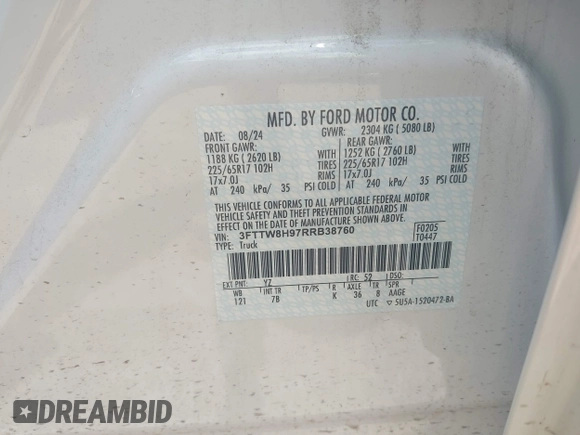 MFD. BY FORD MOTOR CO.
DATE: 08/24 GVWR: 2304 KG ( 5080 LB)
FRONT GAWR: REAR GAWR:
1188 KG ( 2620 LB) WITH 1252 KG ( 2760 LB) WITH
225/65R17 102H TIRES 225/65R17 102H TIRES
17x7.0J RIMS 17x7.0J RIMS
AT 240 kPa/ 35 PSI COLD AT 240 kPa/ 35 PSI COLD
THIS VEHICLE CONFORMS TO ALL APPLICABLE FEDERAL MOTOR
VEHICLE SAFETY AND THEFT PREVENTION STANDARDS IN
EFFECT ON THE DATE OF MANUFACTURE SHOWN ABOVE.
VIN: 3FTTW8H97RRB38760 F0205
TYPE: Truck T0447
EXT PNT: YZ RC: 52 DSO:
WB INT TR TP/PS R AXLE TR SPR
121 7B K 36 8 AAGE
UTC ▽ 5U5A-1520472-BA
DREAMBID